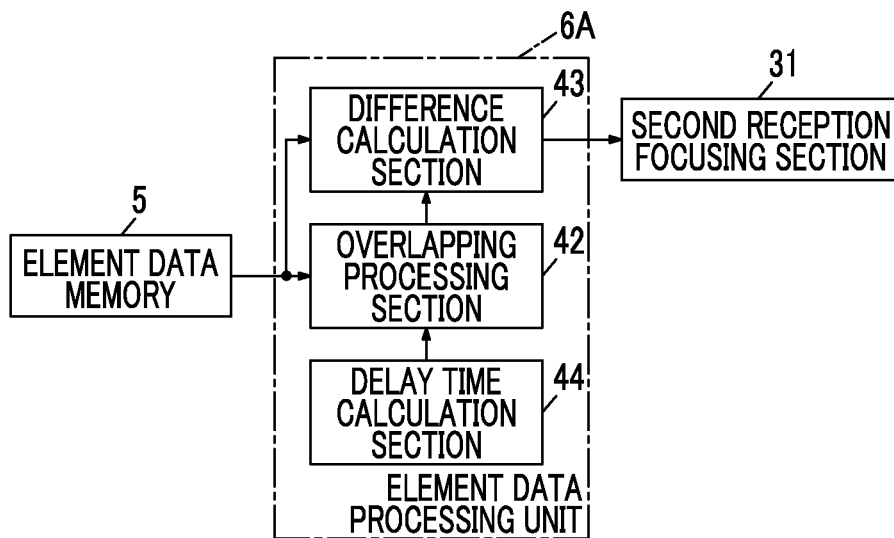 6A
43
DIFFERENCE
CALCULATION
SECTION
31
SECOND RECEPTION
FOCUSING SECTION
5
ELEMENT DATA
MEMORY
42
OVERLAPPING
PROCESSING
SECTION
44
DELAY TIME
CALCULATION
SECTION
ELEMENT DATA
PROCESSING UNIT